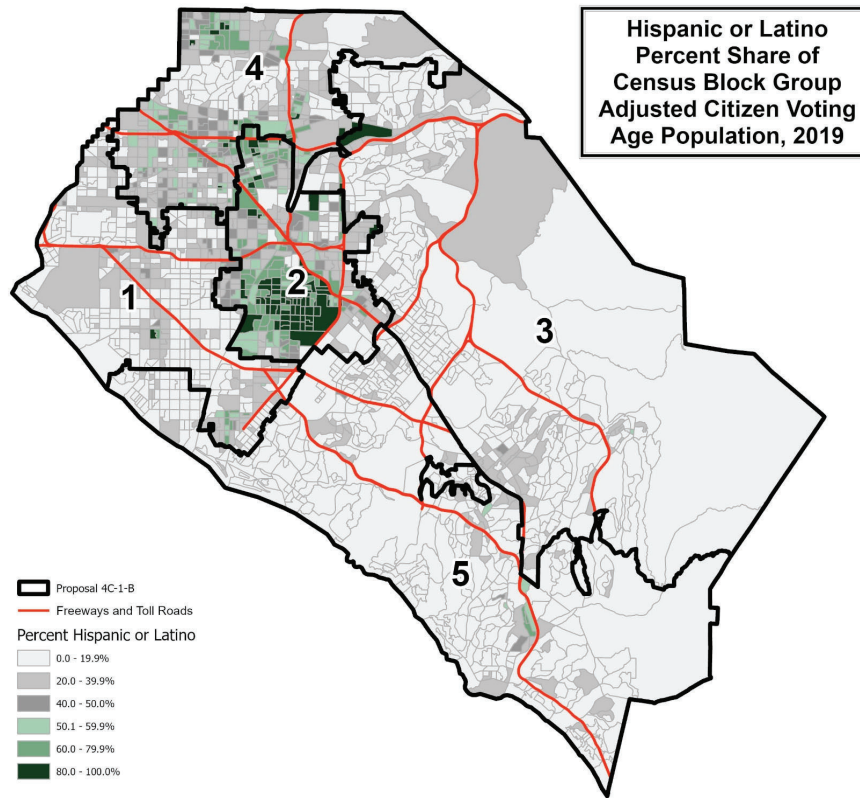 Hispanic or Latino
Percent Share of
Census Block Group
Adjusted Citizen Voting
Age Population, 2019
4
2
1
3
5
Proposal 4C-1-B
Freeways and Toll Roads
Percent Hispanic or Latino
0.0 - 19.9%
20.0 - 39.9%
40.0 - 50.0%
50.1 - 59.9%
60.0 - 79.9%
80.0 - 100.0%